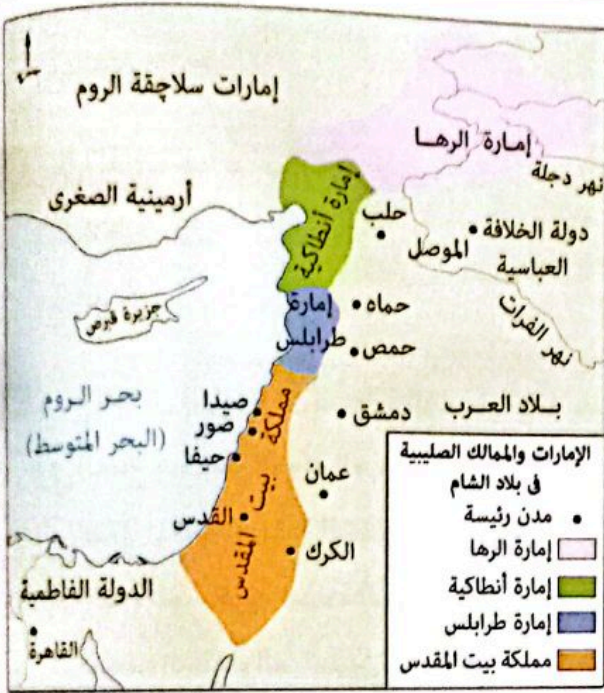 إمارات سلاجقة الروم
إمارة الرها
نهر دجلة
أرمينية الصغرى
إمارة أنطاكية
حلب
الموصل
دولة الخلافة
العباسية
نهر الفرات
جزيرة قبرص
إمارة
طرابلس
حماه
حمص
بحر الروم
(البحر المتوسط)
صيدا
صور
حيفا
مملكة بيت المقدس
دمشق
بلاد العرب
عمان
القدس
الكرك
الدولة الفاطمية
القاهرة
الإمارات والممالك الصليبية
فى بلاد الشام
مدن رئيسة
إمارة الرها
إمارة أنطاكية
إمارة طرابلس
مملكة بيت المقدس